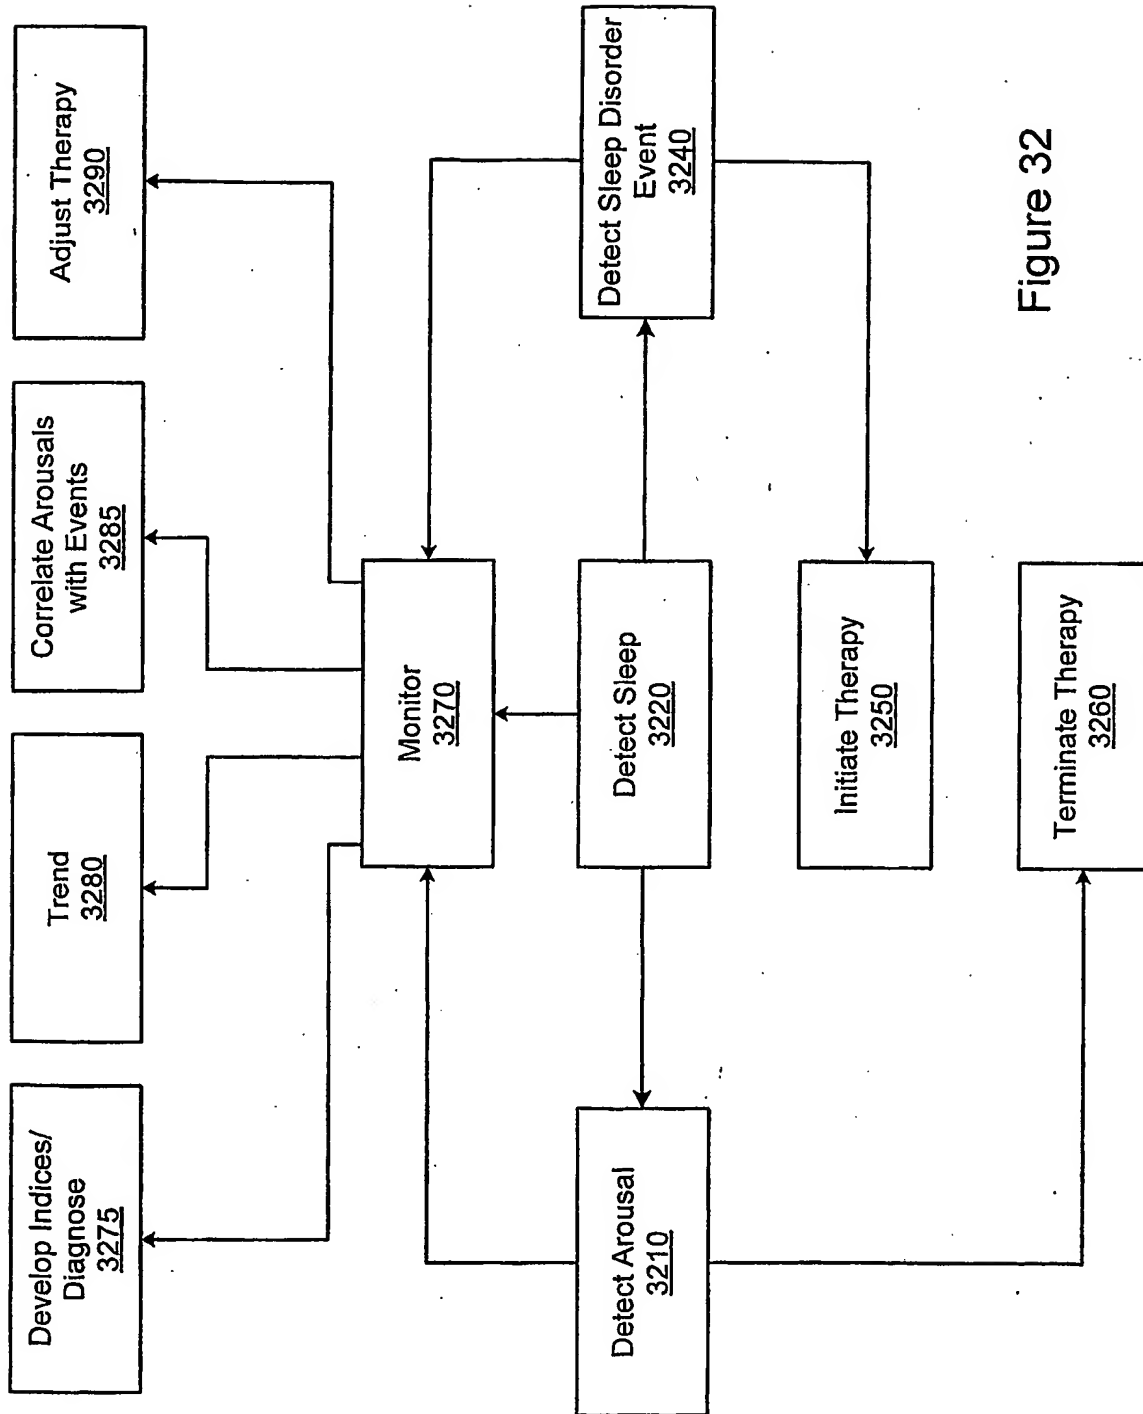 Develop Indices/
Diagnose
3275
Trend
3280
Correlate Arousals
with Events
3285
Adjust Therapy
3290
Monitor
3270
Detect Arousal
3210
Detect Sleep
3220
Detect Sleep Disorder
Event
3240
Initiate Therapy
3250
Terminate Therapy
3260
Figure 32